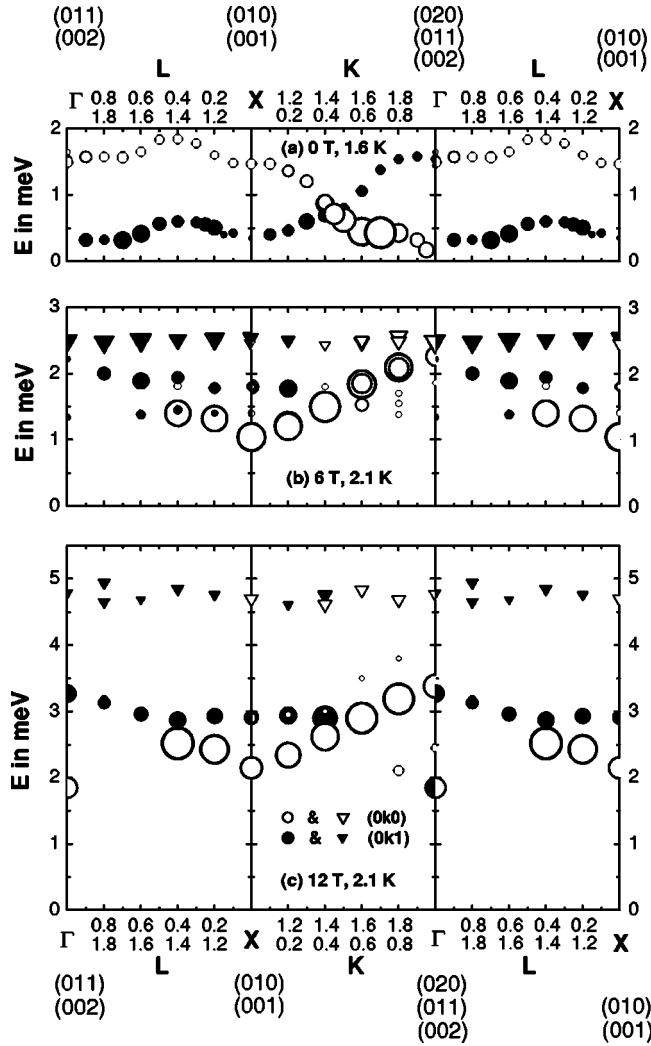 (011) (010) (020)
(002) (001) (011) (010)
(002) (001)
L K L
Γ 0.8 0.6 0.4 0.2 X 1.2 1.4 1.6 1.8 Γ 0.8 0.6 0.4 0.2 X
1.8 1.6 1.4 1.2 0.2 0.4 0.6 0.8 1.8 1.6 1.4 1.2
E in meV
2 2
(a) 0 T, 1.6 K
1 1
0 0
E in meV
3 3
2 2
1 1
(b) 6 T, 2.1 K
0 0
E in meV
5 5
4 4
3 3
2 2
○ & ▽ (0k0)
● & ▼ (0k1)
1 1
(c) 12 T, 2.1 K
0 0
Γ 0.8 0.6 0.4 0.2 X 1.2 1.4 1.6 1.8 Γ 0.8 0.6 0.4 0.2 X
1.8 1.6 1.4 1.2 0.2 0.4 0.6 0.8 1.8 1.6 1.4 1.2
L K L
(011) (010) (020)
(002) (001) (011) (010)
(002) (001)